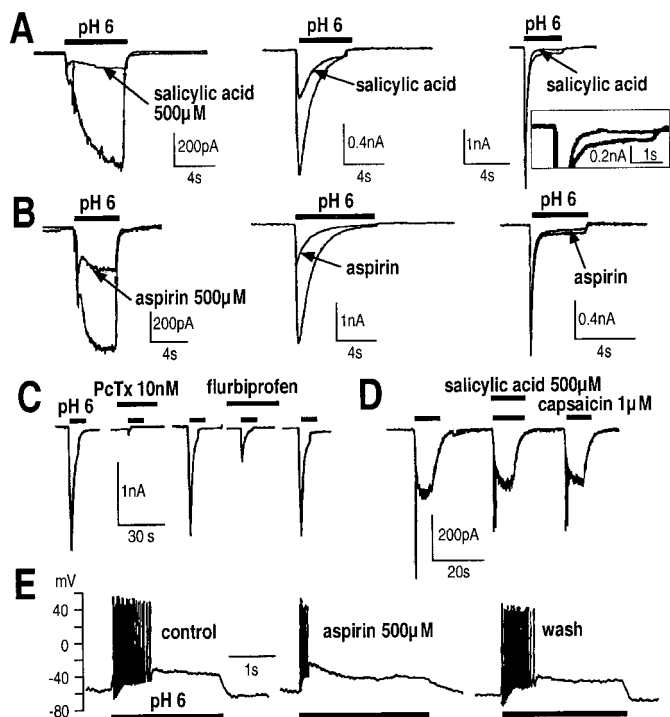 A
pH 6
pH 6
pH 6
salicylic acid
500µM
salicylic acid
salicylic acid
200pA
4s
0.4nA
4s
1nA
4s
0.2nA
1s
B
pH 6
pH 6
pH 6
aspirin 500µM
aspirin
aspirin
200pA
4s
1nA
4s
0.4nA
4s
C
PcTx 10nM
flurbiprofen
pH 6
1nA
30 s
D
salicylic acid 500µM
capsaicin 1µM
200pA
20s
E
mV
40
0
-40
-80
control
1s
aspirin 500µM
wash
pH 6